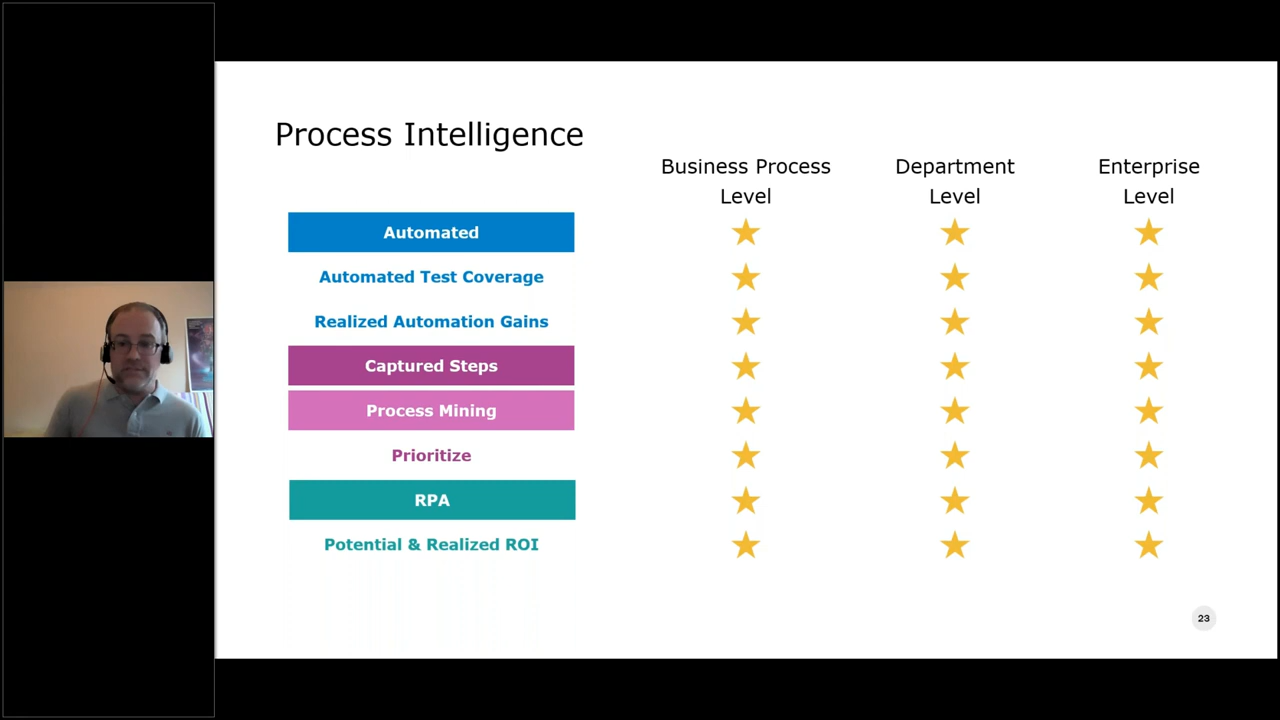 Process Intelligence
Business Process
Level
Department
Level
Enterprise
Level
Automated
Automated Test Coverage
Realized Automation Gains
Captured Steps
Process Mining
Prioritize
RPA
Potential & Realized ROI
23